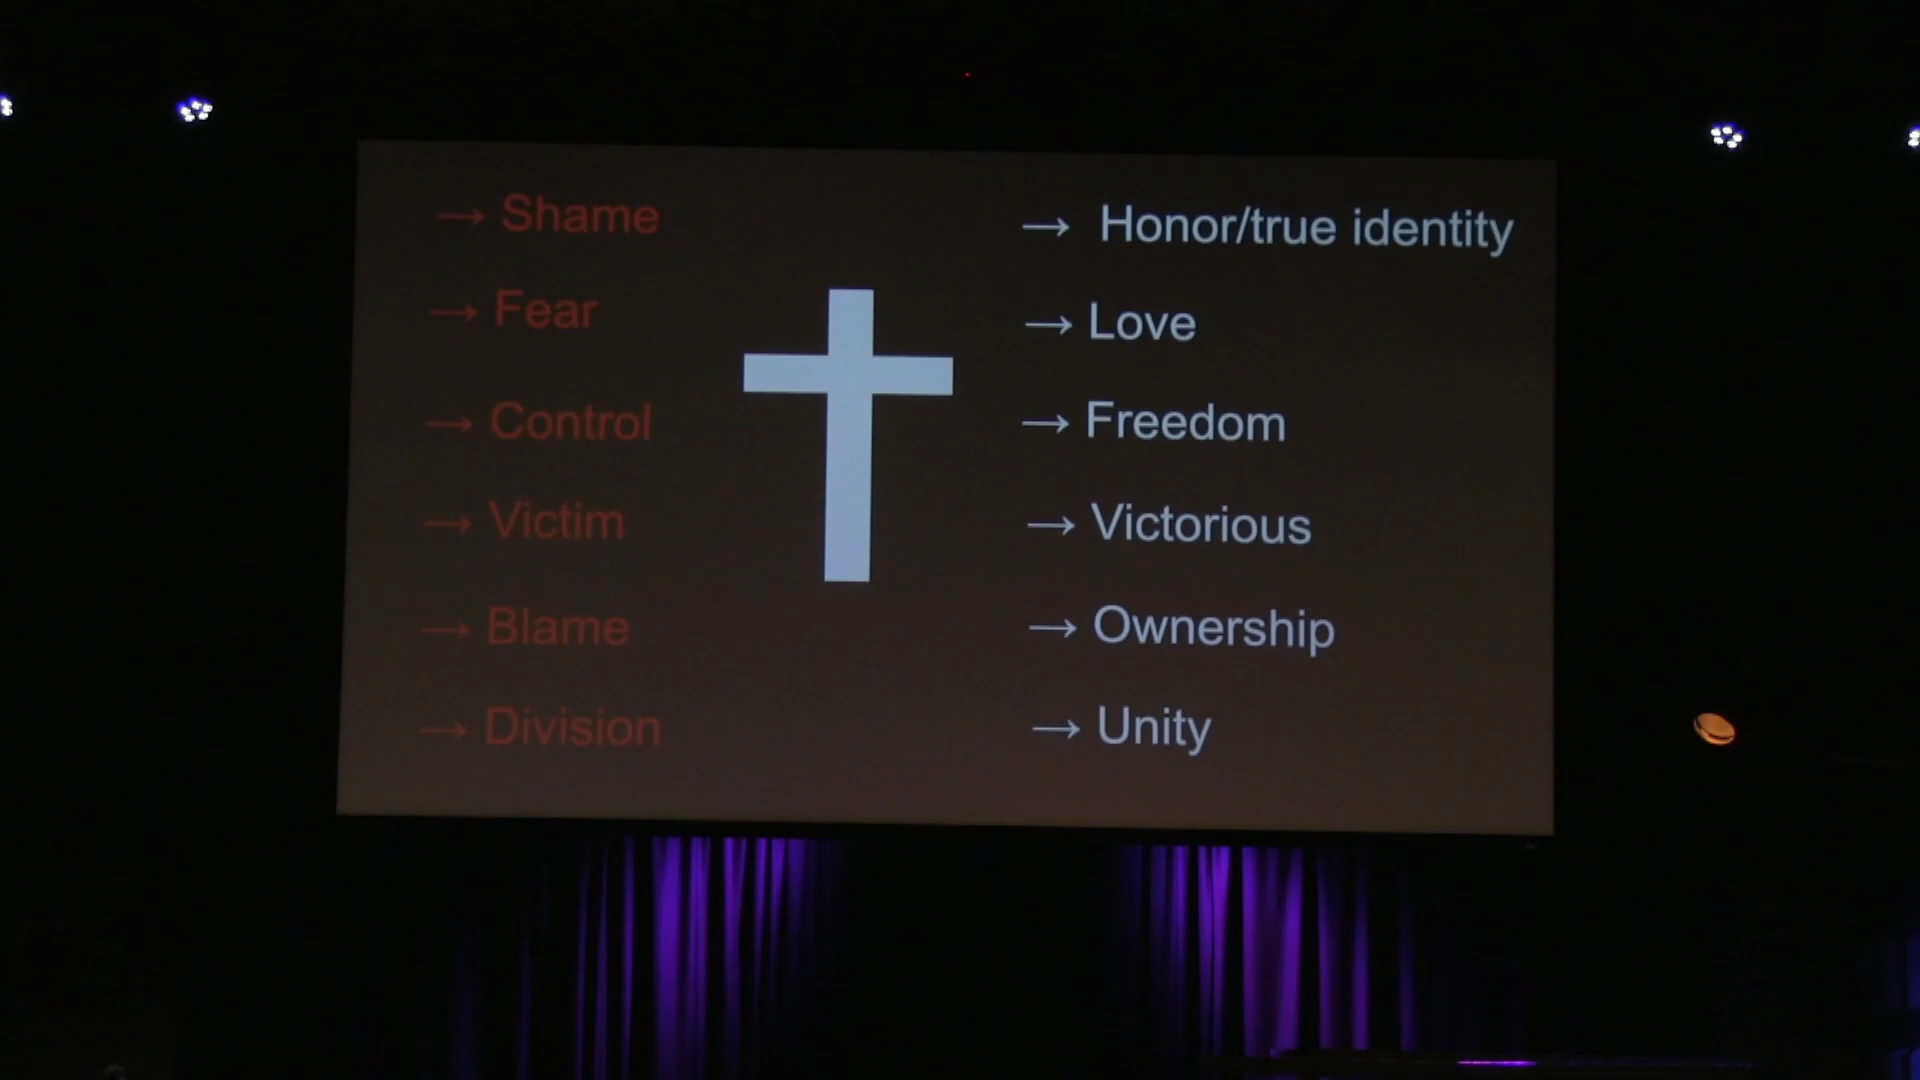 → Shame
→ Fear
→ Control
→ Victim
→ Blame
→ Division
→ Honor/true identity
→ Love
→ Freedom
→ Victorious
→ Ownership
→ Unity